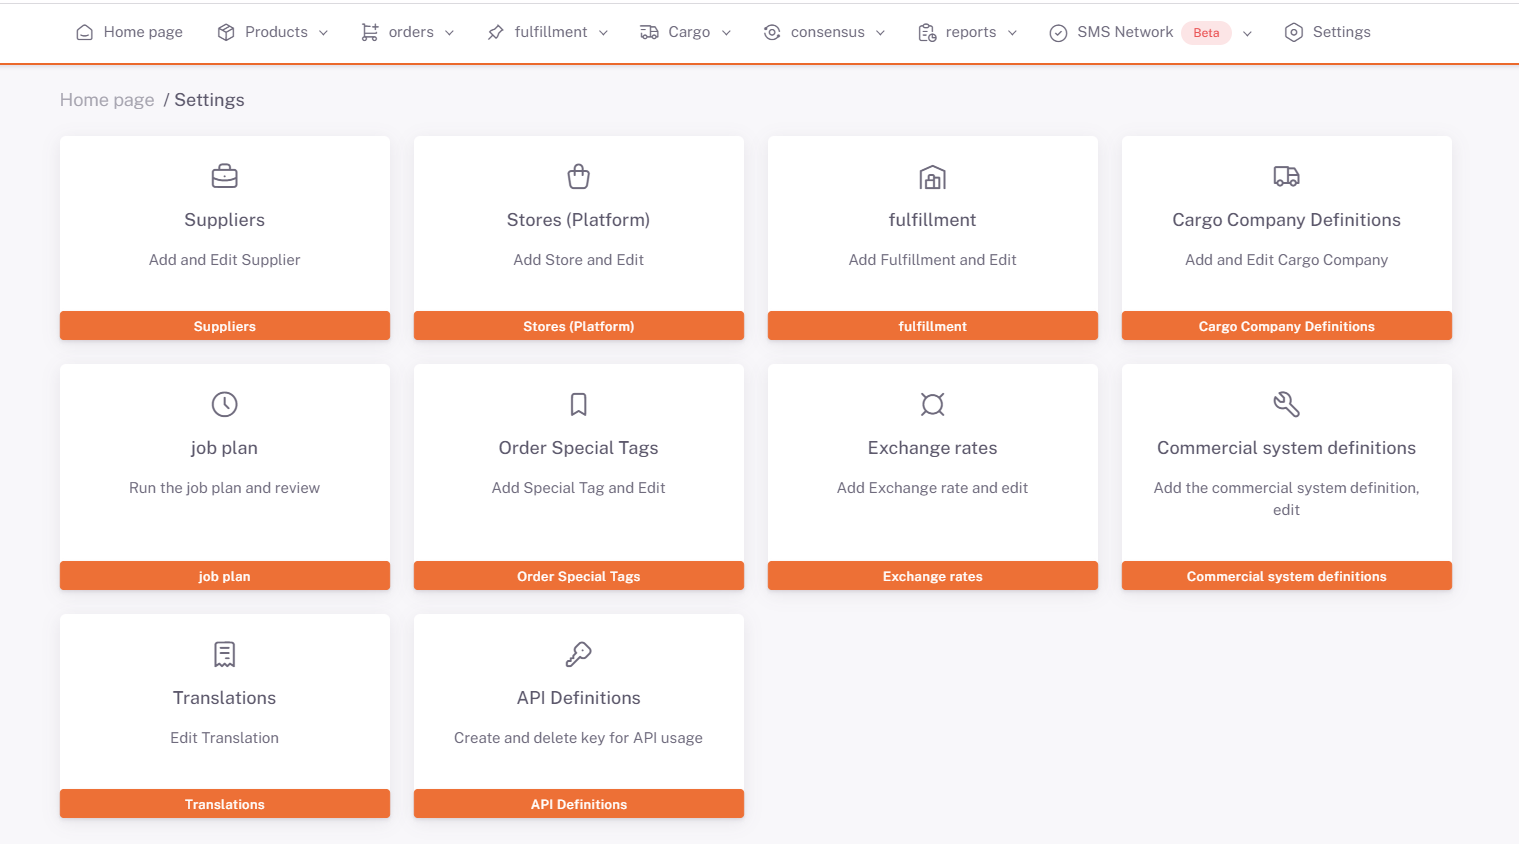 Home page Products orders fulfillment Cargo consensus reports SMS Network Beta Settings
Home page / Settings
Suppliers
Add and Edit Supplier
Suppliers
Stores (Platform)
Add Store and Edit
Stores (Platform)
fulfillment
Add Fulfillment and Edit
fulfillment
Cargo Company Definitions
Add and Edit Cargo Company
Cargo Company Definitions
job plan
Run the job plan and review
job plan
Order Special Tags
Add Special Tag and Edit
Order Special Tags
Exchange rates
Add Exchange rate and edit
Exchange rates
Commercial system definitions
Add the commercial system definition,
edit
Commercial system definitions
Translations
Edit Translation
Translations
API Definitions
Create and delete key for API usage
API Definitions